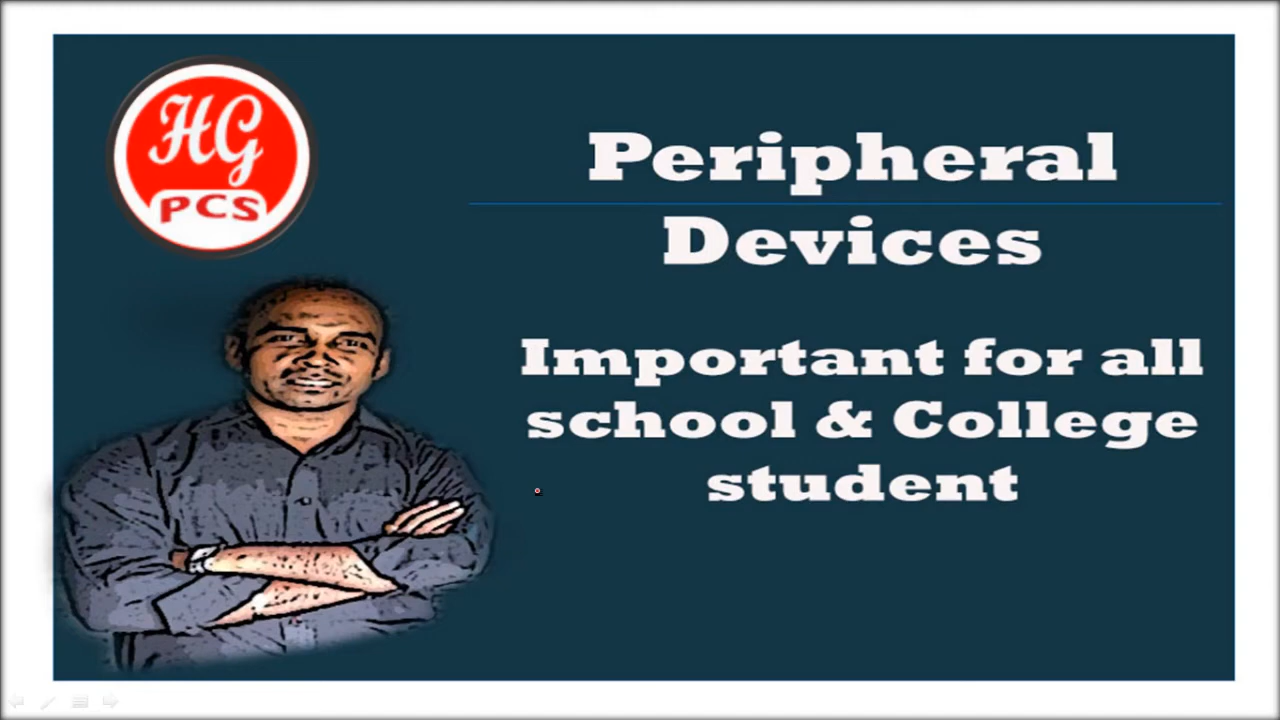 HG
PCS
Peripheral
Devices
Important for all
school & College
student